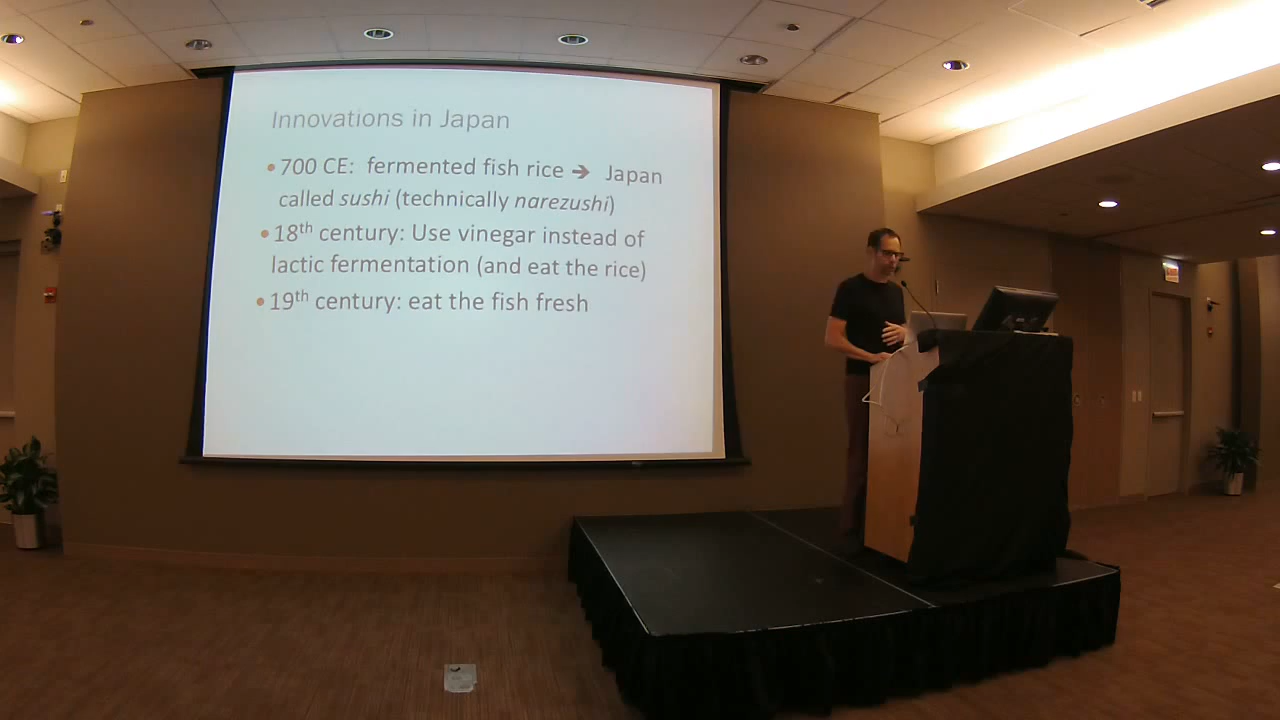 Innovations in Japan
• 700 CE: fermented fish rice ➔ Japan
called sushi (technically narezushi)
• 18th century: Use vinegar instead of
lactic fermentation (and eat the rice)
• 19th century: eat the fish fresh